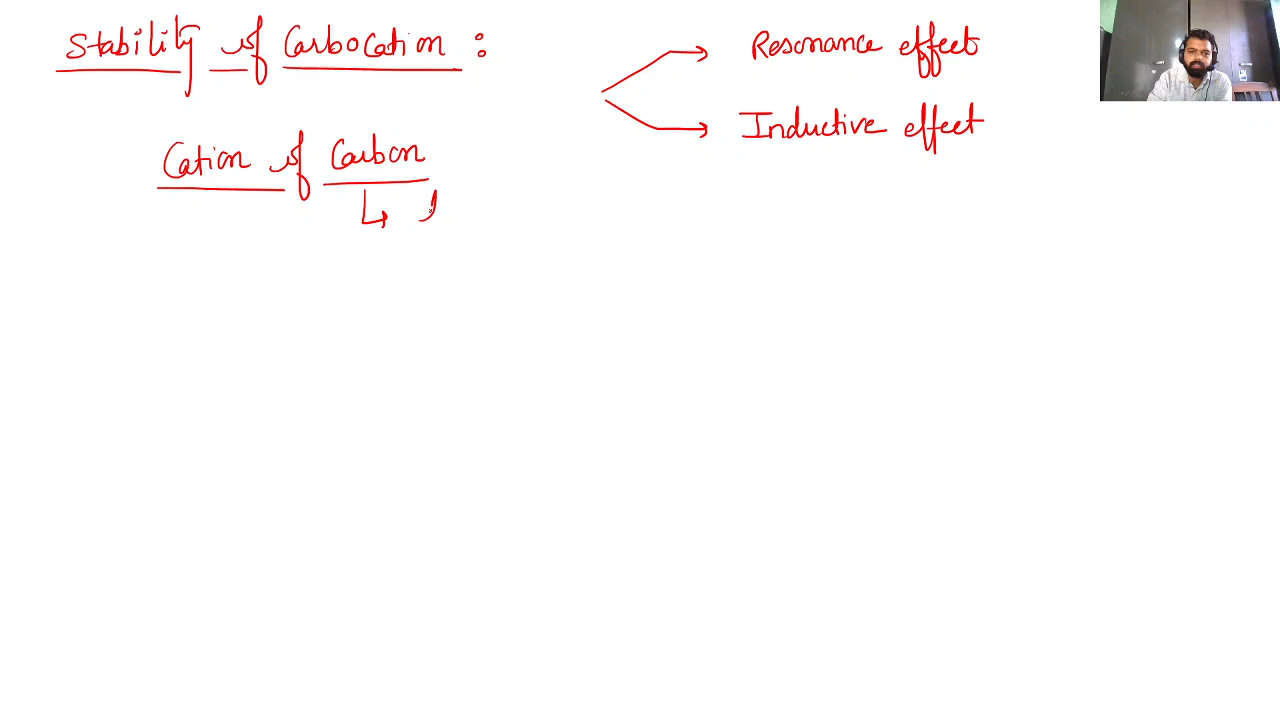 Stability of Carbocation :
Resonance effect
Inductive effect
Cation of Carbon